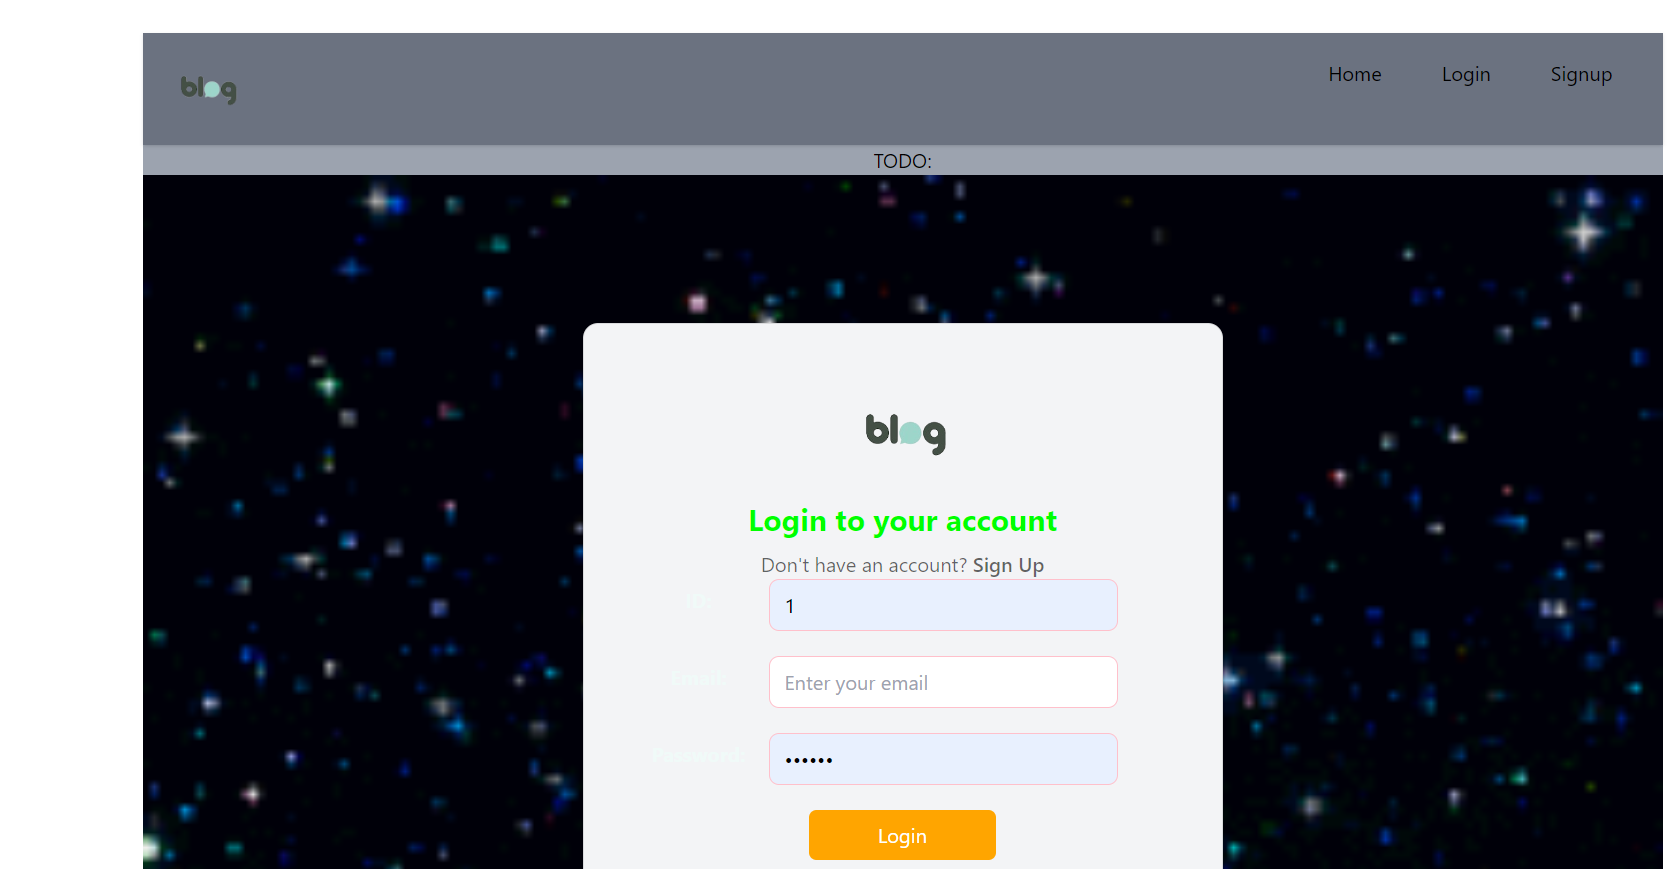 blog
Home Login Signup
TODO:
blog
Login to your account
Don't have an account? Sign Up
ID: 1
Email: Enter your email
Password: ••••••
Login